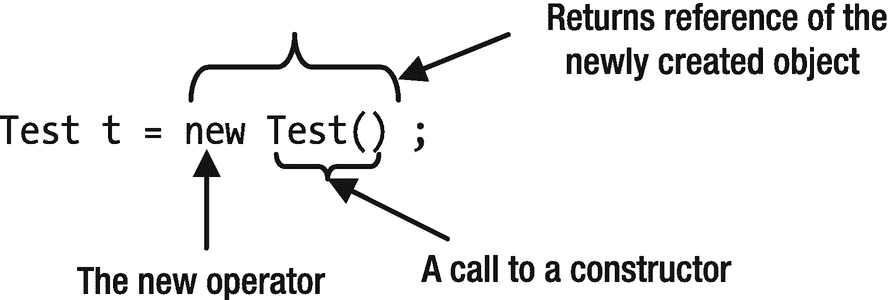 Returns reference of the
newly created object
Test t = new Test() ;
The new operator
A call to a constructor